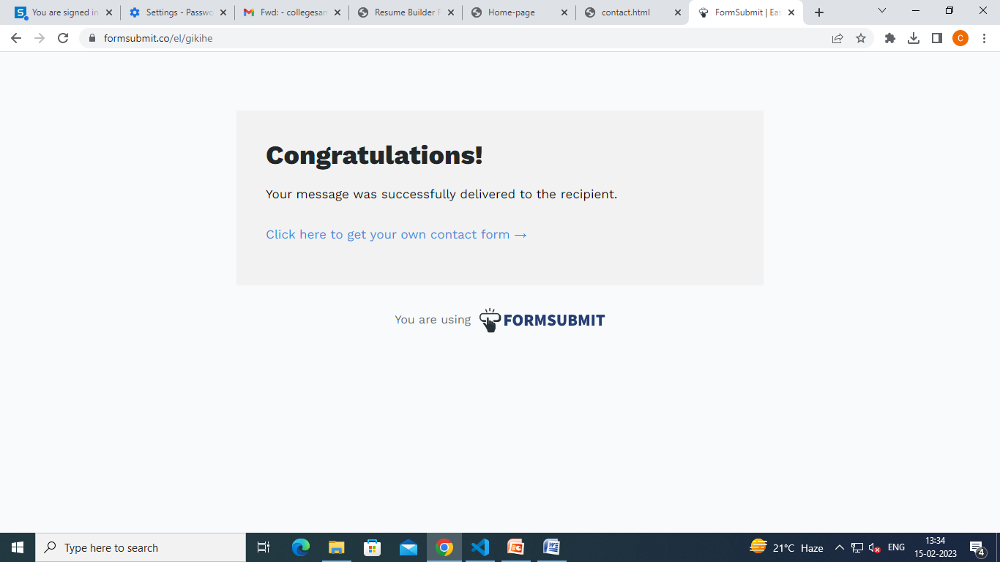 You are signed in
Settings - Passwo
Fwd: - collegesan
Resume Builder F
Home-page
contact.html
FormSubmit | Eas
formsubmit.co/el/gikihe
C
Congratulations!
Your message was successfully delivered to the recipient.
Click here to get your own contact form →
You are using FORMSUBMIT
Type here to search
21°C Haze
ENG
13:34
15-02-2023
4